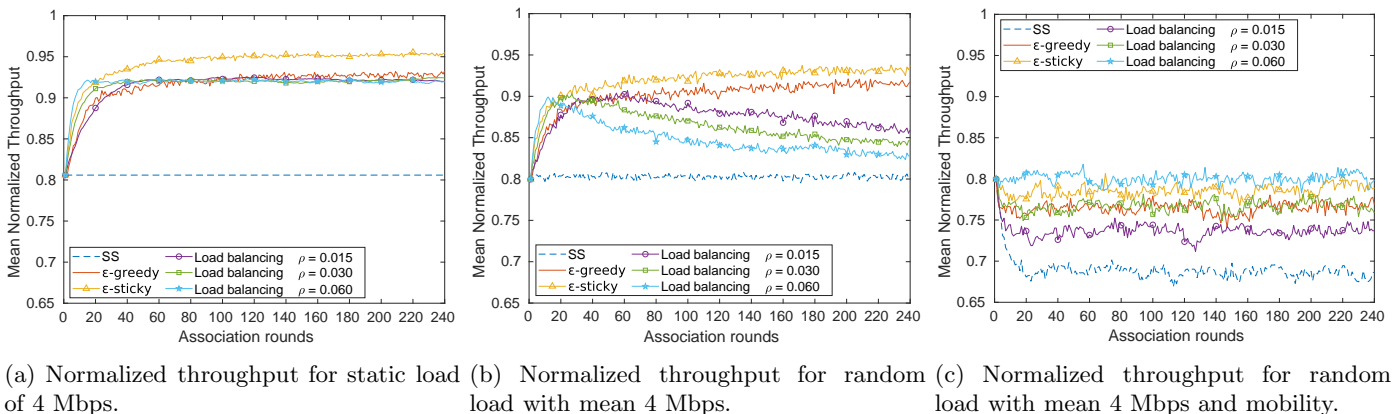 1
0.95
0.9
0.85
0.8
0.75
0.7
0.65
Mean Normalized Throughput
0 20 40 60 80 100 120 140 160 180 200 220 240
Association rounds
SS
ε-greedy
ε-sticky
Load balancing ρ = 0.015
Load balancing ρ = 0.030
Load balancing ρ = 0.060
(a) Normalized throughput for static load
of 4 Mbps.
1
0.95
0.9
0.85
0.8
0.75
0.7
0.65
Mean Normalized Throughput
0 20 40 60 80 100 120 140 160 180 200 220 240
Association rounds
SS
ε-greedy
ε-sticky
Load balancing ρ = 0.015
Load balancing ρ = 0.030
Load balancing ρ = 0.060
(b) Normalized throughput for random
load with mean 4 Mbps.
1
0.95
0.9
0.85
0.8
0.75
0.7
0.65
Mean Normalized Throughput
0 20 40 60 80 100 120 140 160 180 200 220 240
Association rounds
SS
ε-greedy
ε-sticky
Load balancing ρ = 0.015
Load balancing ρ = 0.030
Load balancing ρ = 0.060
(c) Normalized throughput for random
load with mean 4 Mbps and mobility.